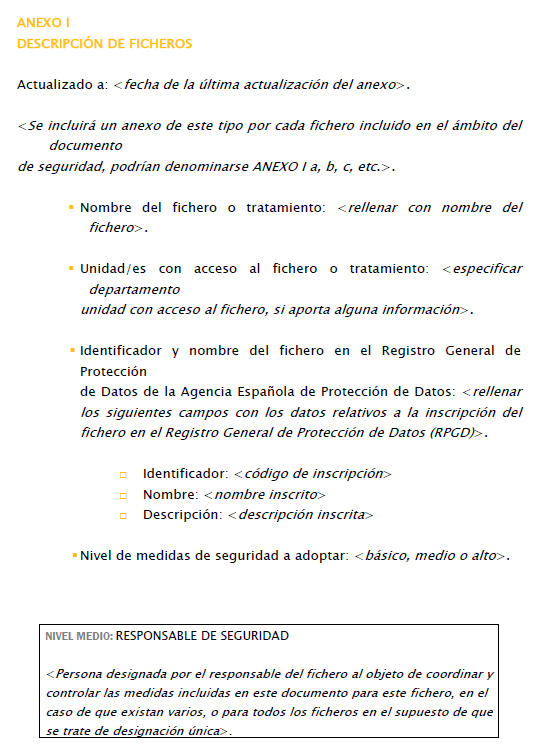 ANEXO I
DESCRIPCIÓN DE FICHEROS
Actualizado a: <fecha de la última actualización del anexo>.
<Se incluirá un anexo de este tipo por cada fichero incluido en el ámbito del
documento
de seguridad, podrían denominarse ANEXO I a, b, c, etc.>.
▪ Nombre del fichero o tratamiento: <rellenar con nombre del
fichero>.
▪ Unidad/es con acceso al fichero o tratamiento: <especificar
departamento
unidad con acceso al fichero, si aporta alguna información>.
▪ Identificador y nombre del fichero en el Registro General de
Protección
de Datos de la Agencia Española de Protección de Datos: <rellenar
los siguientes campos con los datos relativos a la inscripción del
fichero en el Registro General de Protección de Datos (RPGD)>.
□ Identificador: <código de inscripción>
□ Nombre: <nombre inscrito>
□ Descripción: <descripción inscrita>
▪ Nivel de medidas de seguridad a adoptar: <básico, medio o alto>.
NIVEL MEDIO: RESPONSABLE DE SEGURIDAD
<Persona designada por el responsable del fichero al objeto de coordinar y
controlar las medidas incluidas en este documento para este fichero, en el
caso de que existan varios, o para todos los ficheros en el supuesto de que
se trate de designación única>.